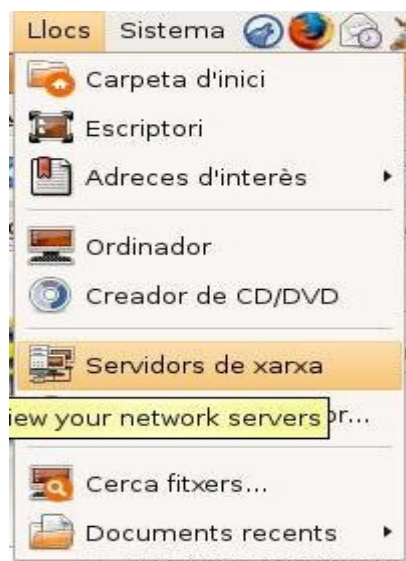 Llocs Sistema
Carpeta d'inici
Escriptori
Adreces d'interès
Ordinador
Creador de CD/DVD
Servidors de xarxa
iew your network servers or...
Cerca fitxers...
Documents recents